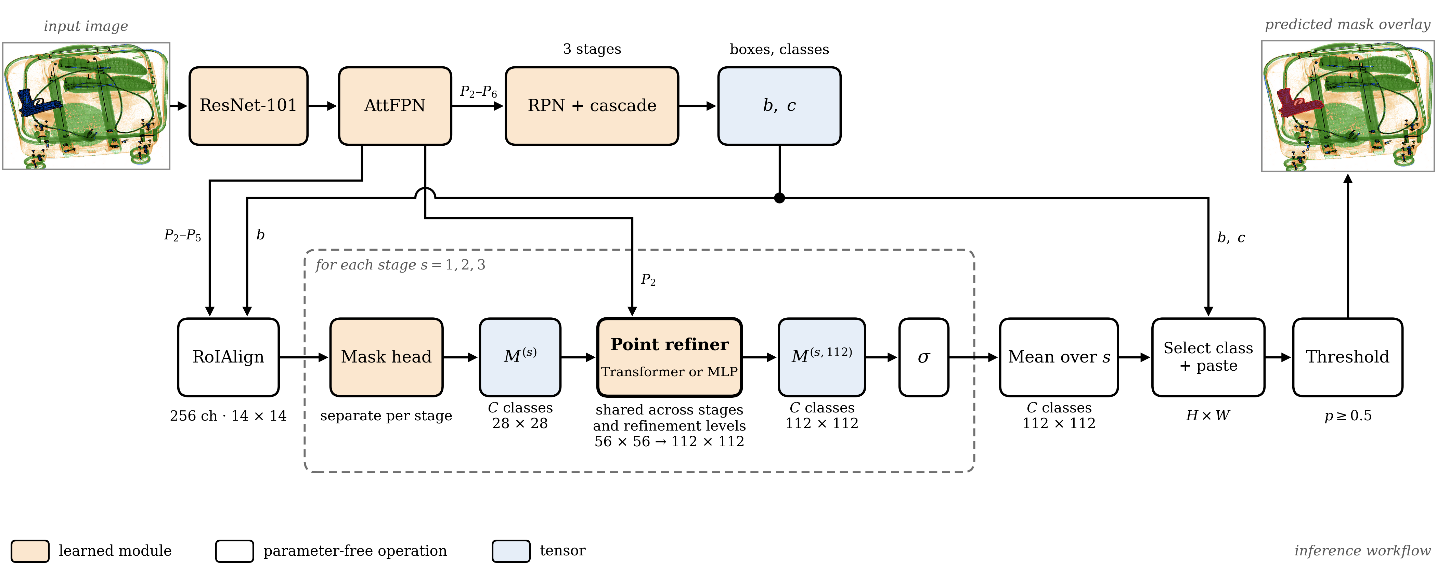 input image
predicted mask overlay
3 stages
boxes, classes
ResNet-101
AttFPN
P₂–P₆
RPN + cascade
b, c
P₂–P₅
b
b, c
for each stage s = 1, 2, 3
P₂
RoIAlign
Mask head
M⁽ˢ⁾
Point refiner
Transformer or MLP
M⁽ˢ,¹¹²⁾
σ
Mean over s
Select class
+ paste
Threshold
256 ch · 14 × 14
separate per stage
C classes
28 × 28
shared across stages
and refinement levels
56 × 56 → 112 × 112
C classes
112 × 112
C classes
112 × 112
H × W
p ≥ 0.5
learned module
parameter-free operation
tensor
inference workflow